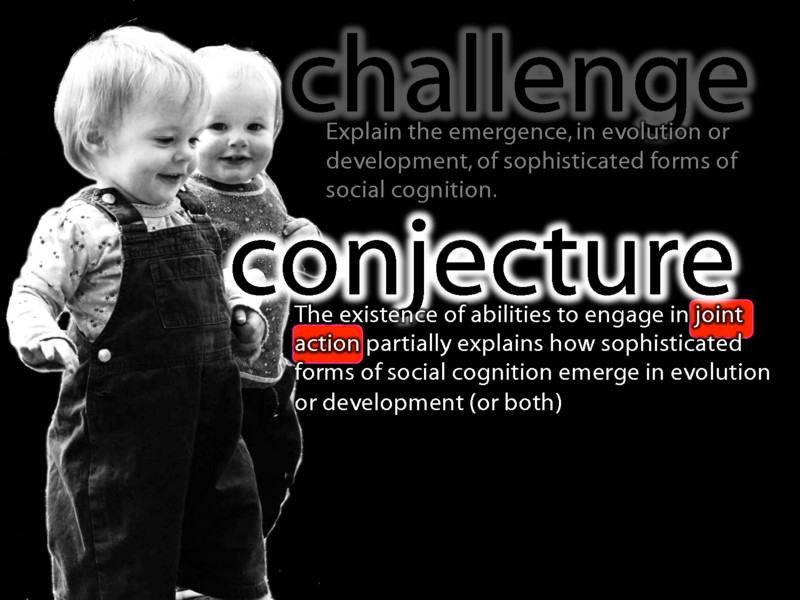 challenge
Explain the emergence, in evolution or
development, of sophisticated forms of
social cognition.
conjecture
The existence of abilities to engage in joint
action partially explains how sophisticated
forms of social cognition emerge in evolution
or development (or both)